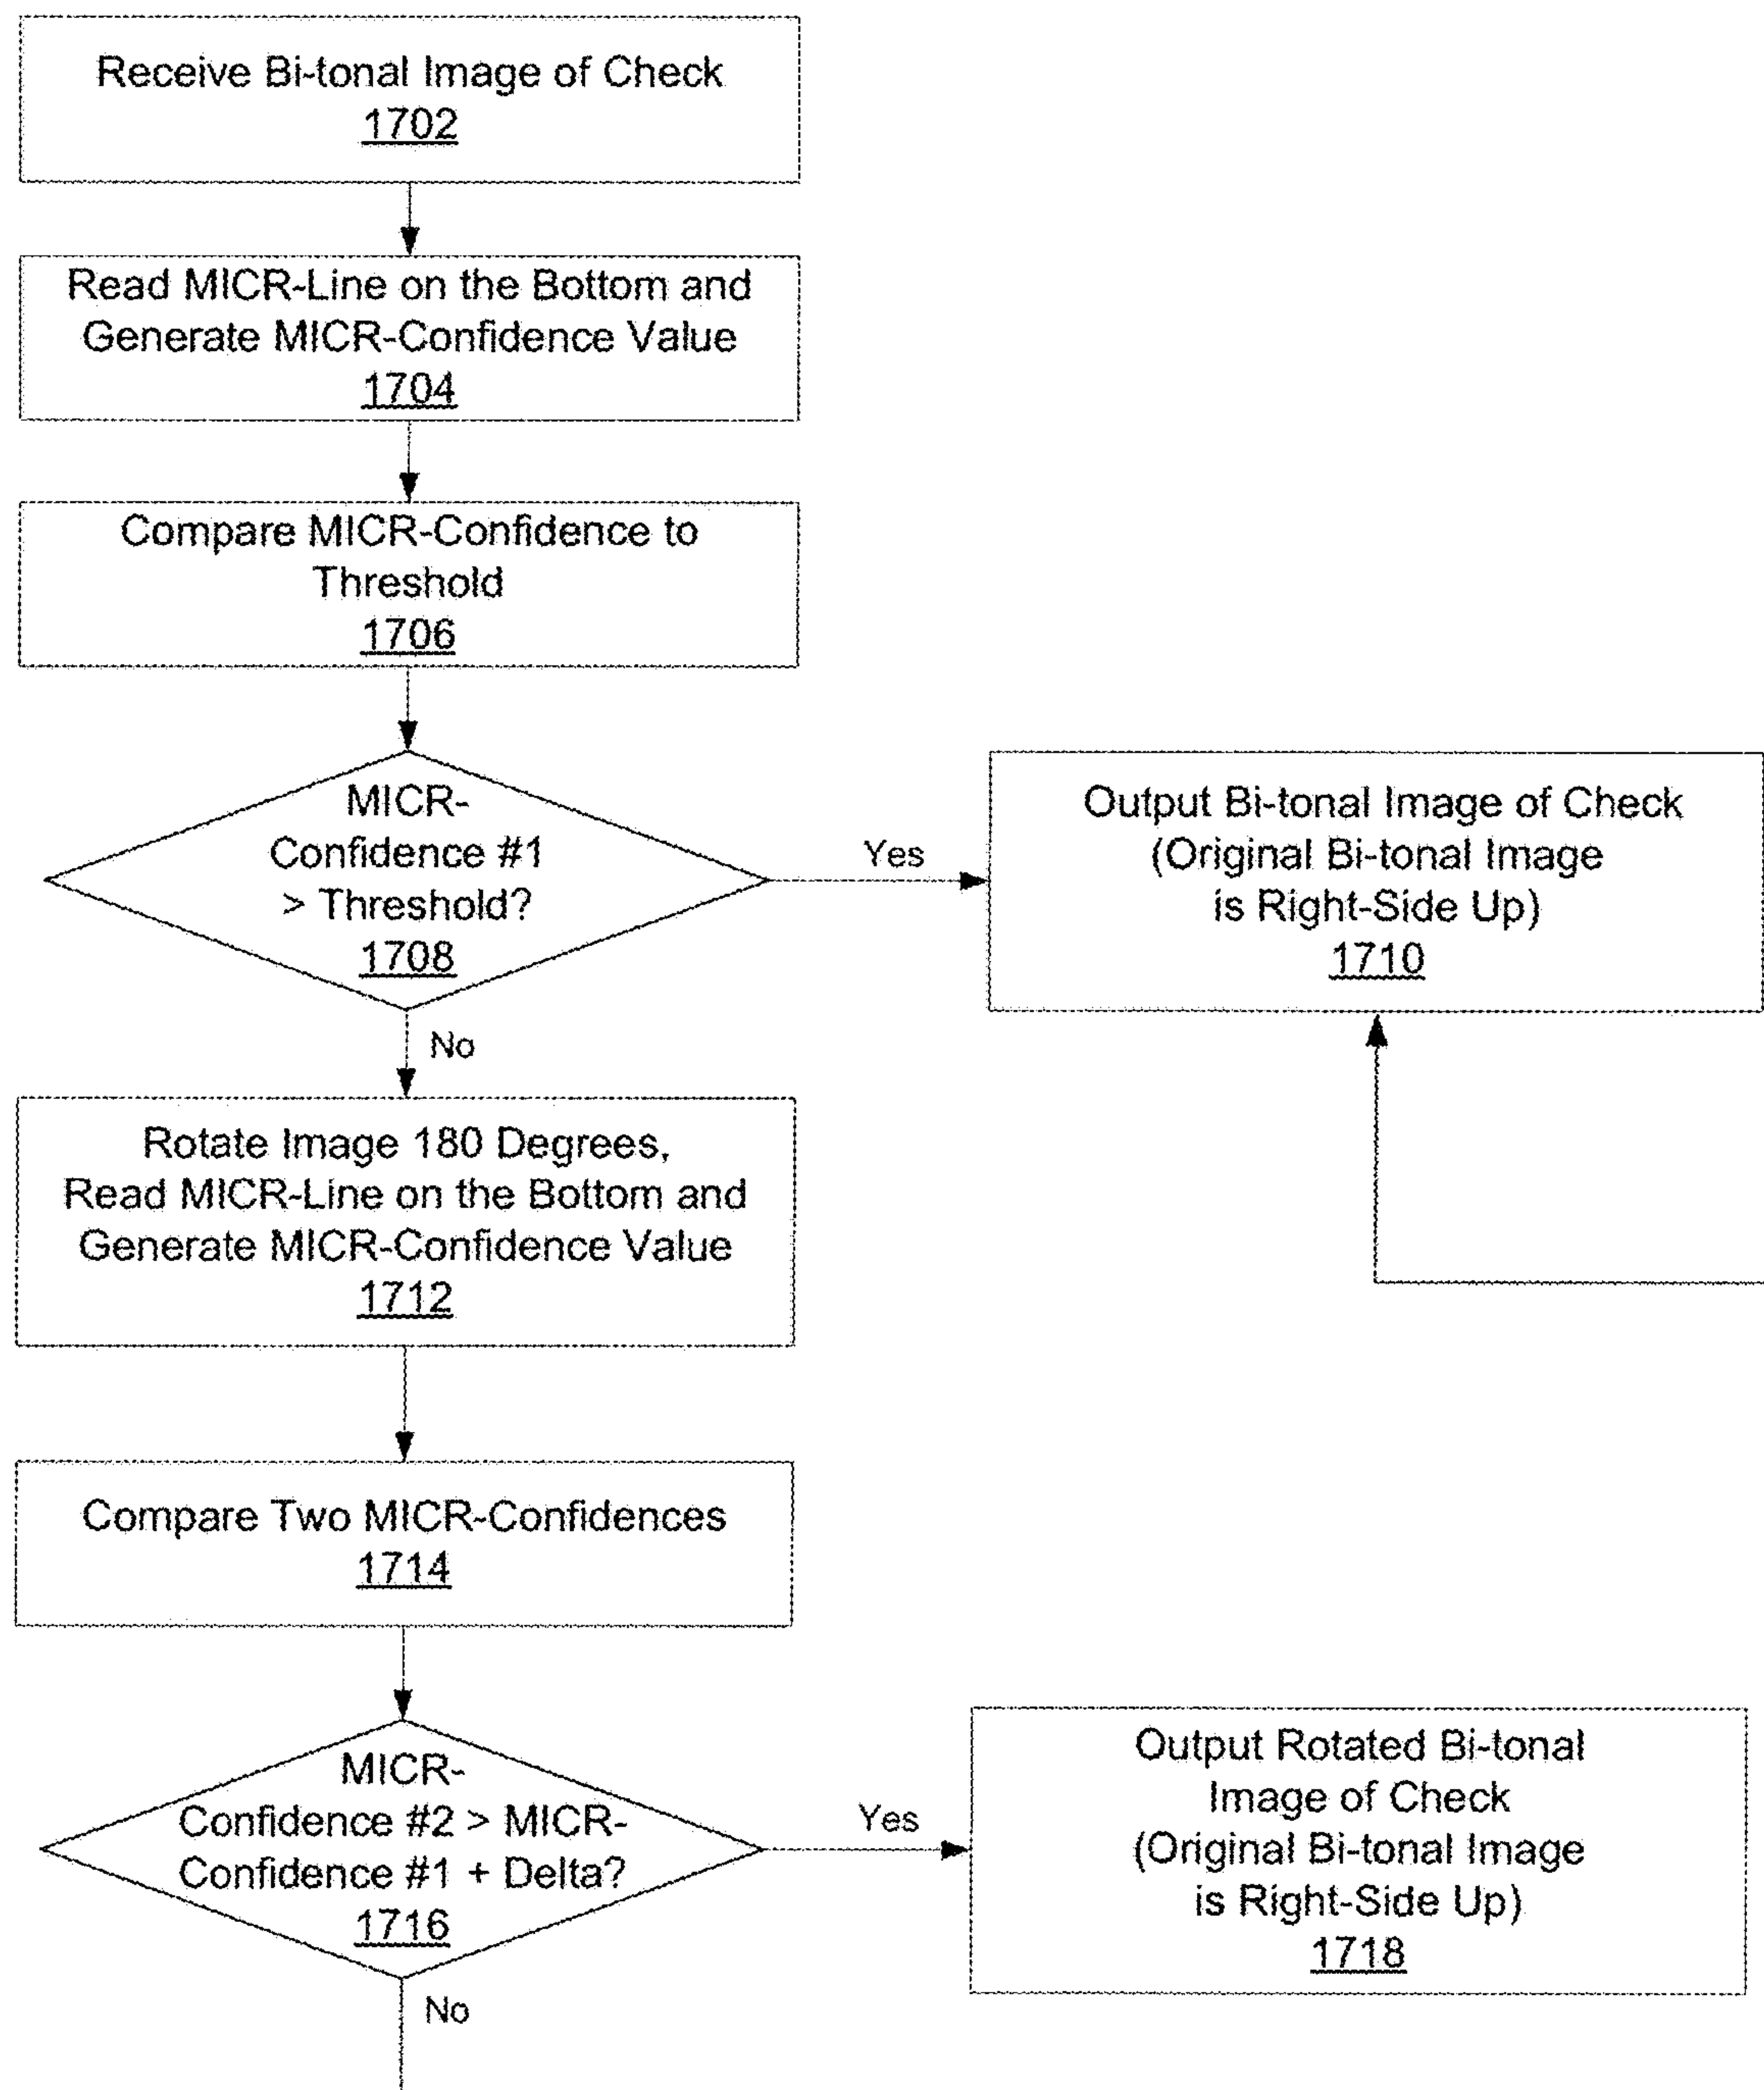 Receive Bi-tonal Image of Check
1702
Read MICR-Line on the Bottom and
Generate MICR-Confidence Value
1704
Compare MICR-Confidence to
Threshold
1706
MICR-
Confidence #1
> Threshold?
1708
Yes
Output Bi-tonal Image of Check
(Original Bi-tonal Image
is Right-Side Up)
1710
No
Rotate Image 180 Degrees,
Read MICR-Line on the Bottom and
Generate MICR-Confidence Value
1712
Compare Two MICR-Confidences
1714
MICR-
Confidence #2 > MICR-
Confidence #1 + Delta?
1716
Yes
Output Rotated Bi-tonal
Image of Check
(Original Bi-tonal Image
is Right-Side Up)
1718
No